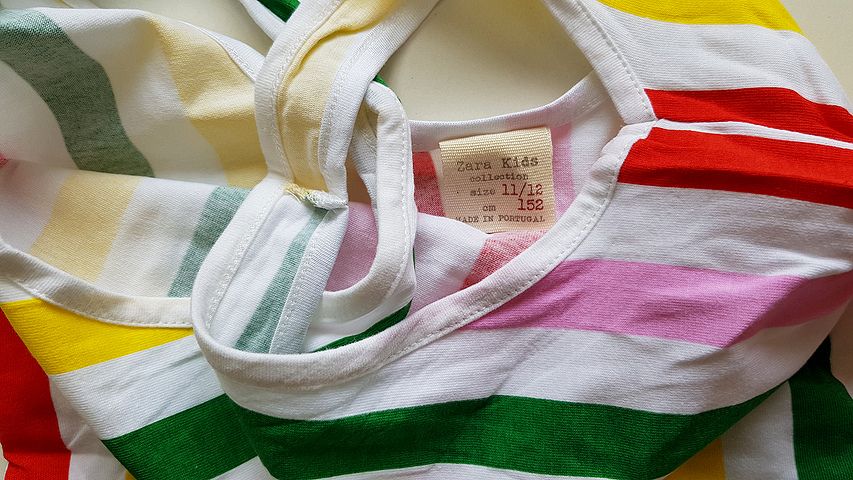 Zara Kids
collection
size 11/12
cm 152
MADE IN PORTUGAL